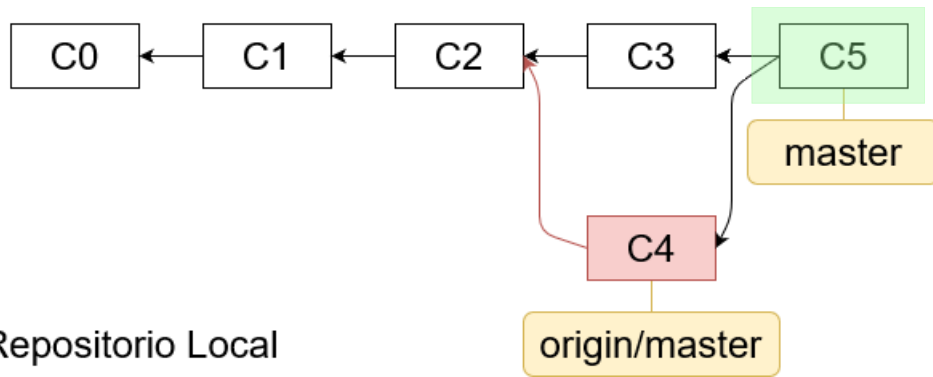 C0
C1
C2
C3
C5
master
C4
Repositorio Local
origin/master